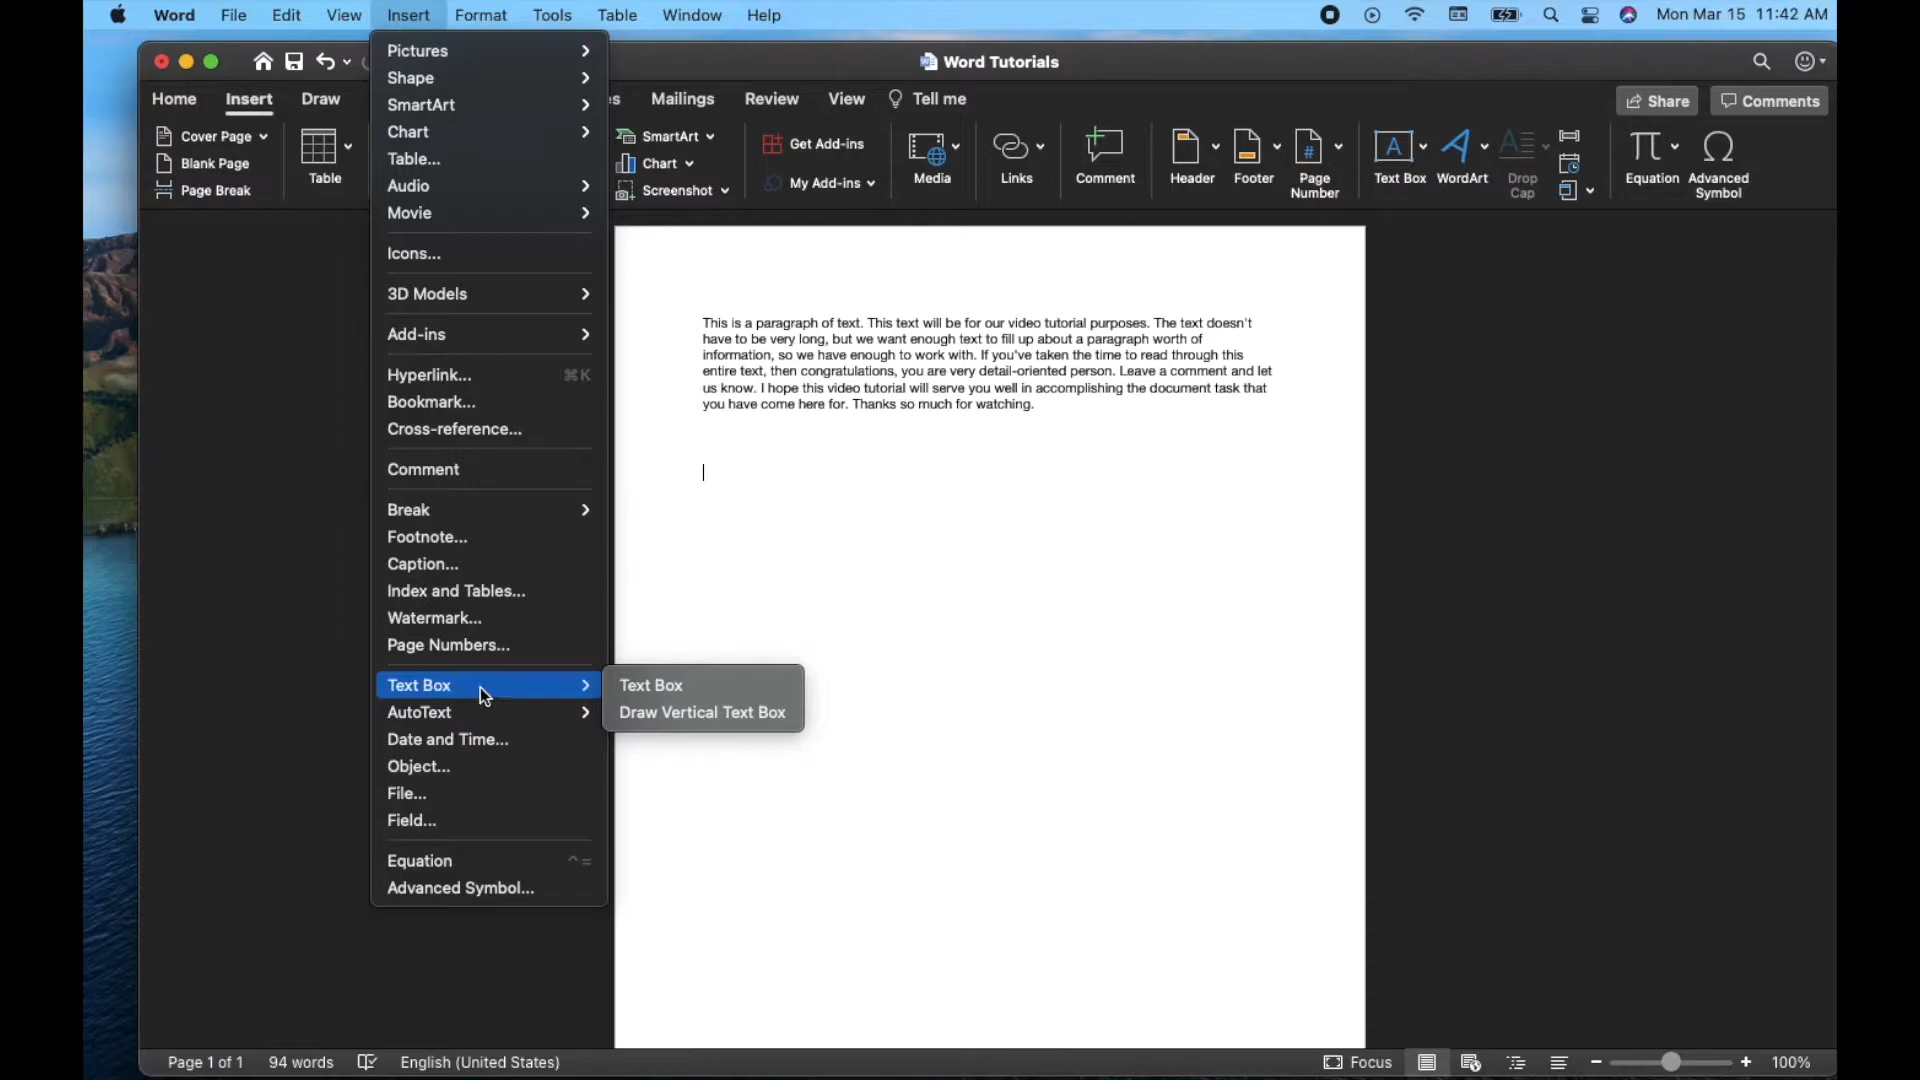 Word File Edit View Insert Format Tools Table Window Help Mon Mar 15 11:42 AM
Word Tutorials
Home Insert Draw Mailings Review View Tell me Share Comments
Cover Page
Blank Page
Page Break
Table
SmartArt
Chart
Screenshot
Get Add-ins
My Add-ins
Media
Links
Comment
Header
Footer
Page
Number
Text Box
WordArt
Drop
Cap
Equation
Advanced
Symbol
Pictures
Shape
SmartArt
Chart
Table...
Audio
Movie
Icons...
3D Models
Add-ins
Hyperlink... ⌘K
Bookmark...
Cross-reference...
Comment
Break
Footnote...
Caption...
Index and Tables...
Watermark...
Page Numbers...
Text Box
AutoText
Date and Time...
Object...
File...
Field...
Equation ^ =
Advanced Symbol...
Text Box
Draw Vertical Text Box
This is a paragraph of text. This text will be for our video tutorial purposes. The text doesn't
have to be very long, but we want enough text to fill up about a paragraph worth of
information, so we have enough to work with. If you've taken the time to read through this
entire text, then congratulations, you are very detail-oriented person. Leave a comment and let
us know. I hope this video tutorial will serve you well in accomplishing the document task that
you have come here for. Thanks so much for watching.
Page 1 of 1 94 words English (United States) Focus 100%